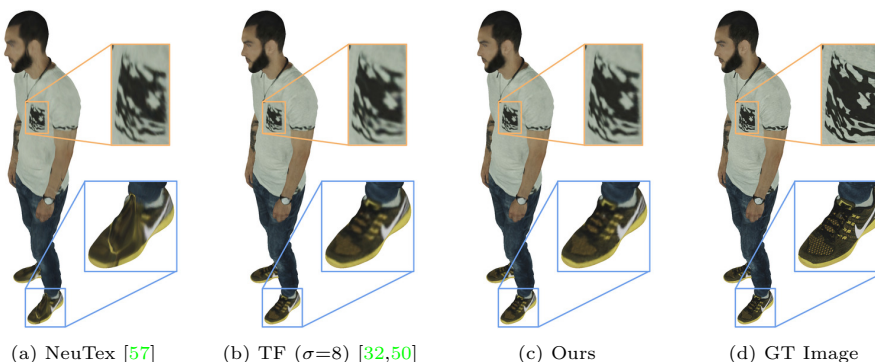 (a) NeuTex [57]
(b) TF (σ=8) [32,50]
(c) Ours
(d) GT Image